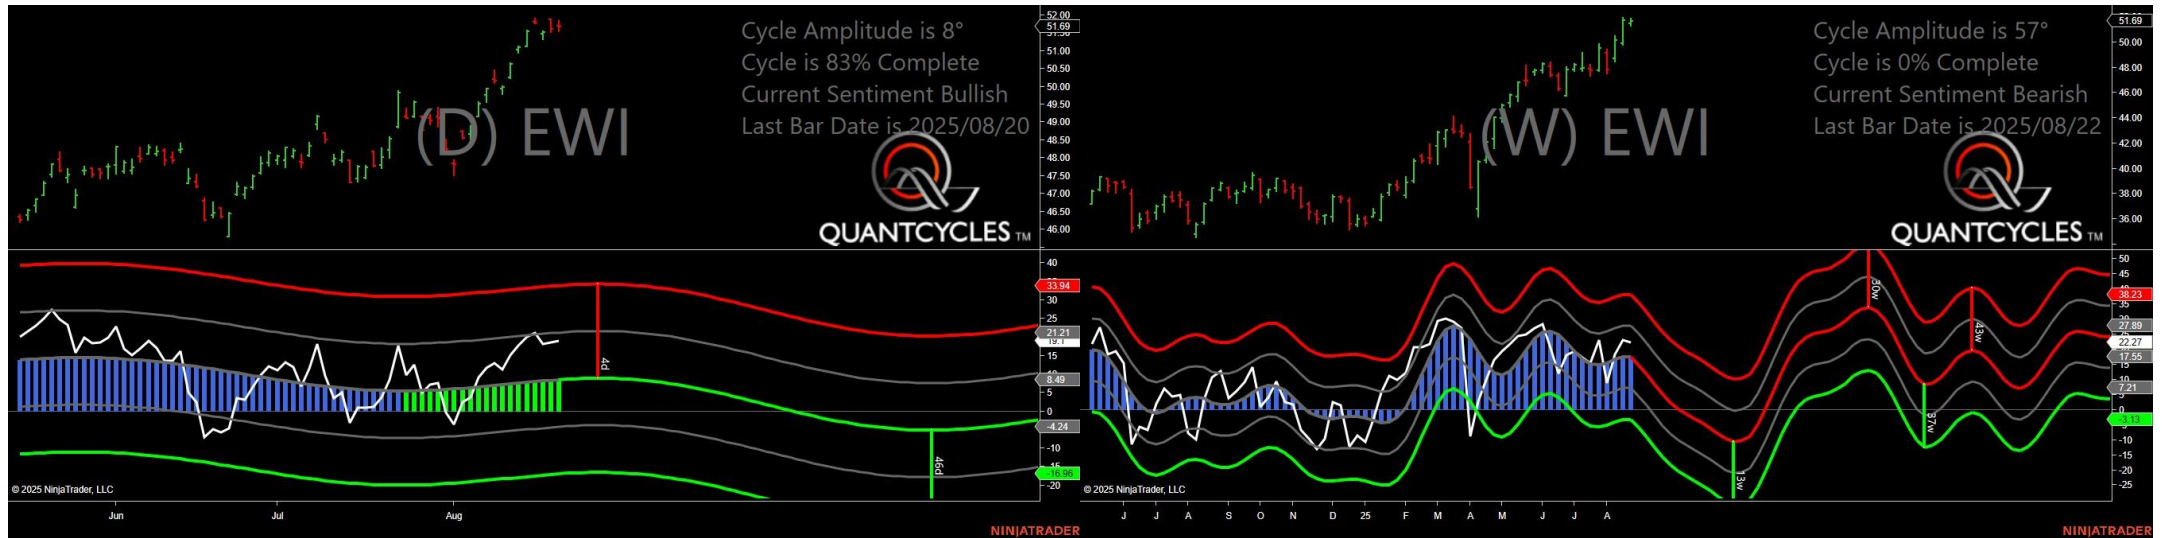 Cycle Amplitude is 8°
Cycle is 83% Complete
Current Sentiment Bullish
Last Bar Date is 2025/08/20
(D) EWI
QUANTCYCLES TM
52.00
51.69
51.00
50.50
50.00
49.50
49.00
48.50
48.00
47.50
47.00
46.50
46.00
40
33.94
30
25
21.21
19.1
15
8.49
5
0
-4.24
-10
-16.96
-20
4d
46d
© 2025 NinjaTrader, LLC
Jun Jul Aug
NINJATRADER
Cycle Amplitude is 57°
Cycle is 0% Complete
Current Sentiment Bearish
Last Bar Date is 2025/08/22
(W) EWI
QUANTCYCLES TM
51.69
50.00
48.00
46.00
44.00
42.00
40.00
38.00
36.00
50
45
38.23
27.89
22.27
17.55
7.21
0
-3.13
-10
-15
-20
-25
30w
43w
13w
© 2025 NinjaTrader, LLC
J J A S O N D 25 F M A M J J A
NINJATRADER